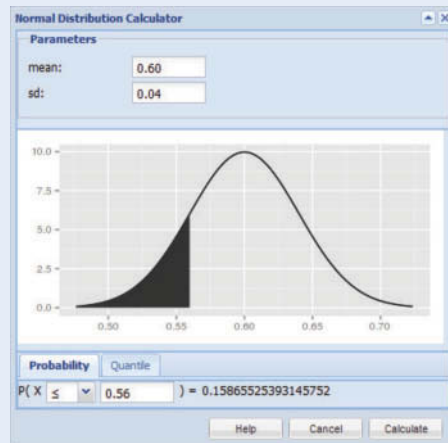 Normal Distribution Calculator
Parameters
mean: 0.60
sd: 0.04
10.0
7.5
5.0
2.5
0.0
0.50 0.55 0.60 0.65 0.70
Probability Quantile
P( X ≤ 0.56 ) = 0.15865525393145752
Help Cancel Calculate